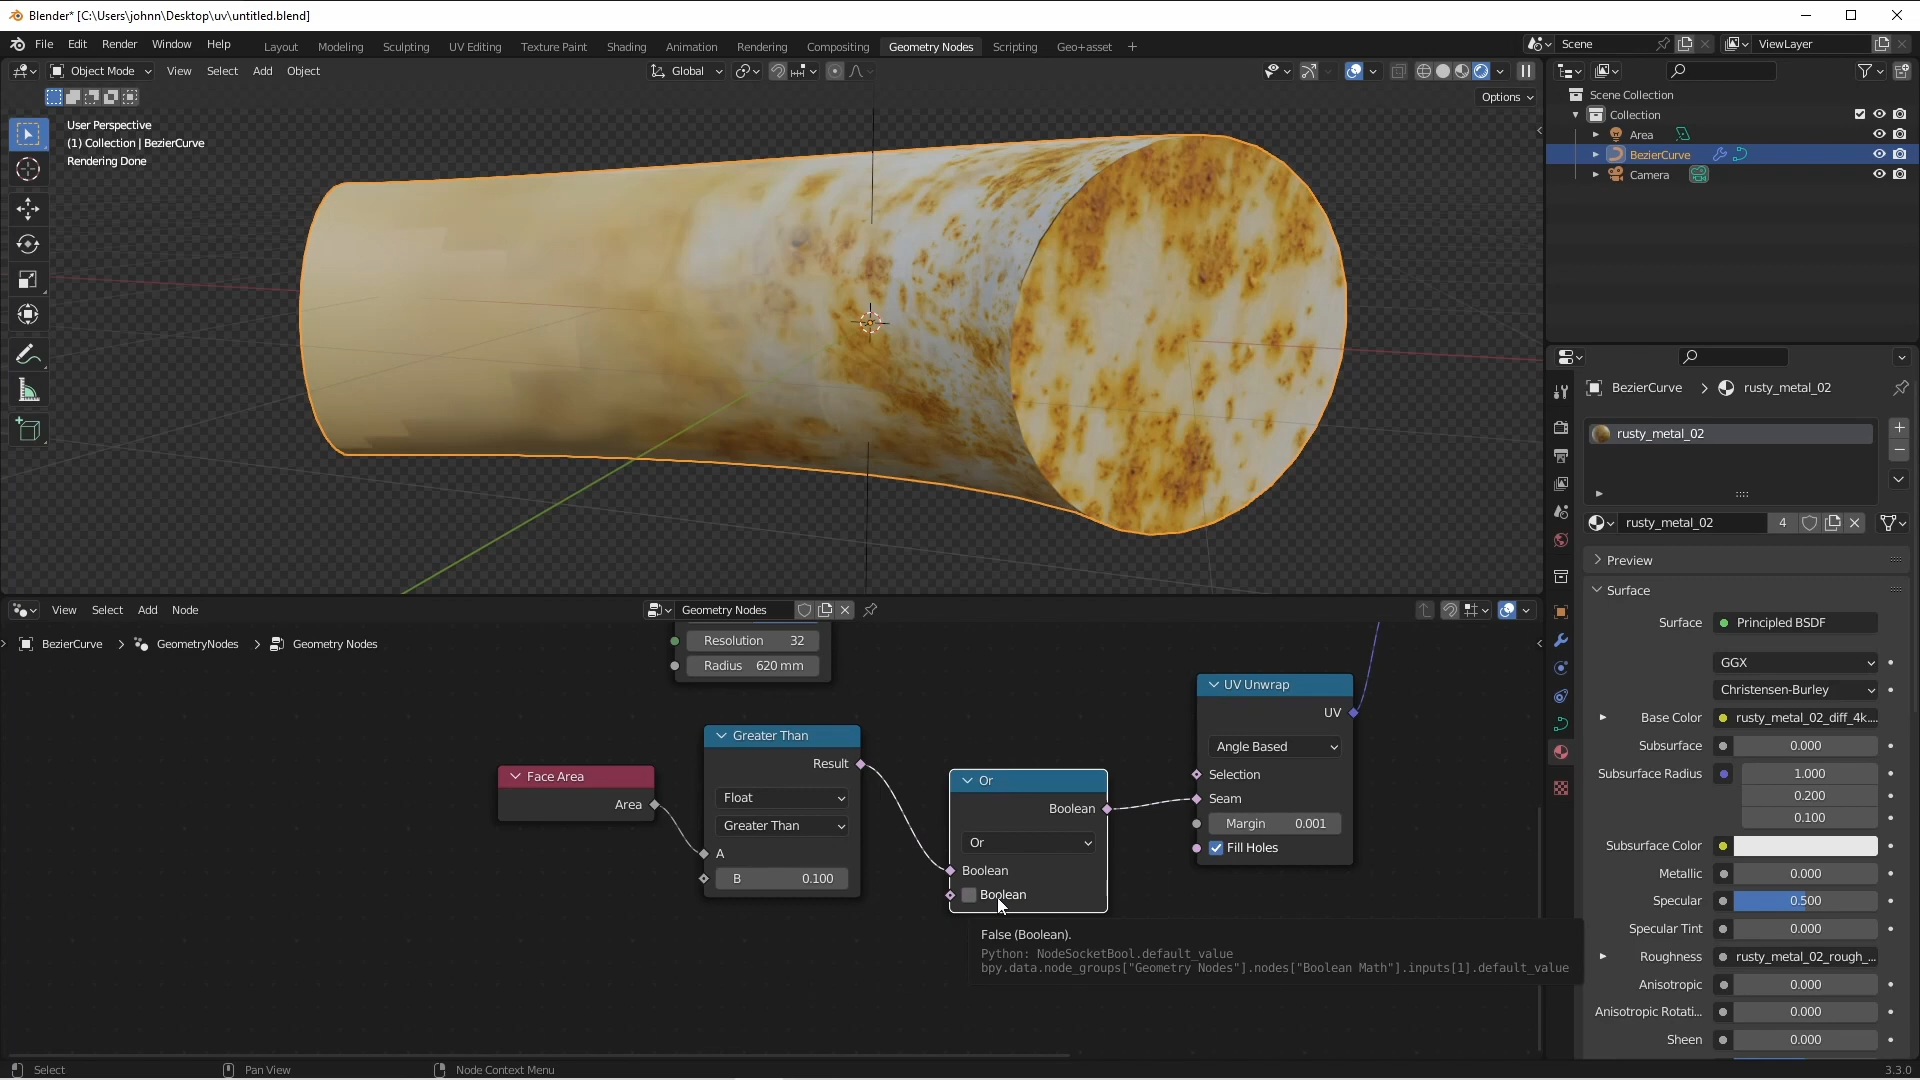 Blender* [C:\Users\johnn\Desktop\uv\untitled.blend]
File Edit Render Window Help
Layout Modeling Sculpting UV Editing Texture Paint Shading Animation Rendering Compositing Geometry Nodes Scripting Geo+asset +
Scene
ViewLayer
Object Mode View Select Add Object
Global
Options
User Perspective
(1) Collection | BezierCurve
Rendering Done
Scene Collection
Collection
Area
BezierCurve
Camera
BezierCurve > rusty_metal_02
rusty_metal_02
rusty_metal_02 4
Preview
Surface
Surface Principled BSDF
GGX
Christensen-Burley
Base Color rusty_metal_02_diff_4k....
Subsurface 0.000
Subsurface Radius 1.000
0.200
0.100
Subsurface Color
Metallic 0.000
Specular 0.500
Specular Tint 0.000
Roughness rusty_metal_02_rough_...
Anisotropic 0.000
Anisotropic Rotati... 0.000
Sheen 0.000
View Select Add Node
Geometry Nodes
BezierCurve > GeometryNodes > Geometry Nodes
Resolution 32
Radius 620 mm
Face Area
Area
Greater Than
Result
Float
Greater Than
A
B 0.100
Or
Boolean
Or
Boolean
Boolean
UV Unwrap
UV
Angle Based
Selection
Seam
Margin 0.001
Fill Holes
False (Boolean).
Python: NodeSocketBool.default_value
bpy.data.node_groups["Geometry Nodes"].nodes["Boolean Math"].inputs[1].default_value
Select
Pan View
Node Context Menu
3.3.0